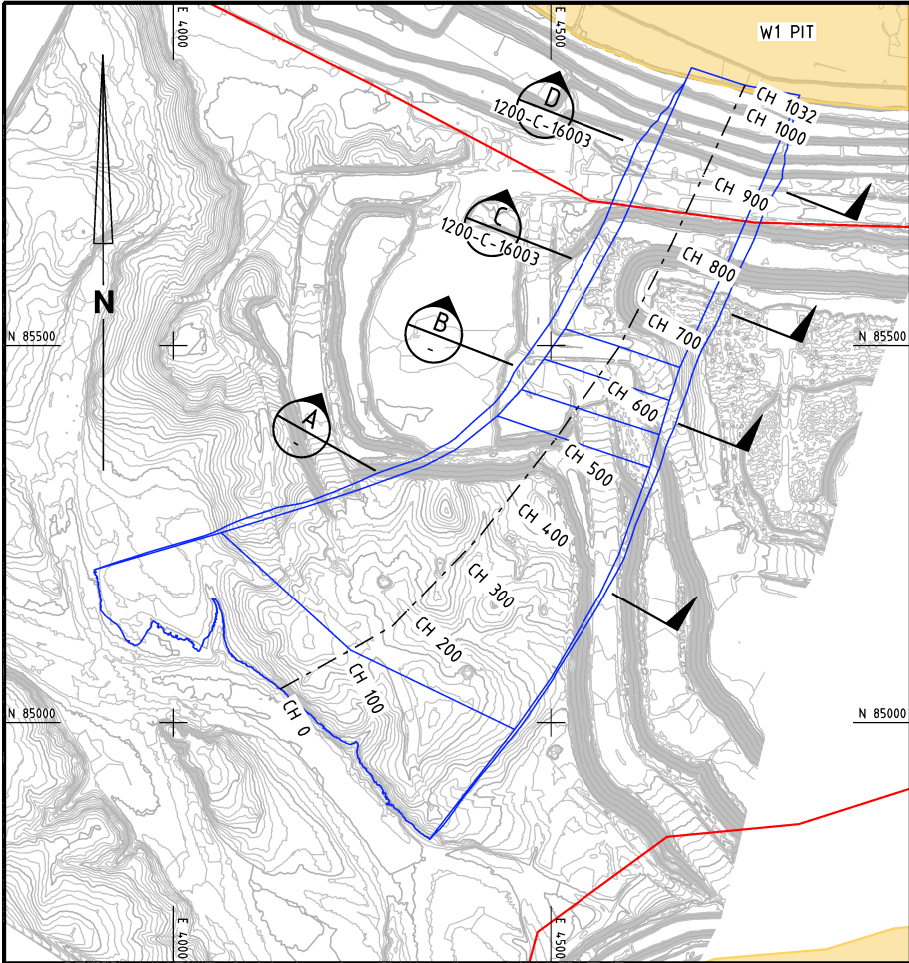 E 4000
E 4500
W1 PIT
D
1200-C-16003
CH 1032
CH 1000
CH 900
C
1200-C-16003
CH 800
N
B
-
CH 700
N 85500
N 85500
CH 600
A
-
CH 500
CH 400
CH 300
CH 200
CH 100
CH 0
N 85000
N 85000
E 4000
E 4500